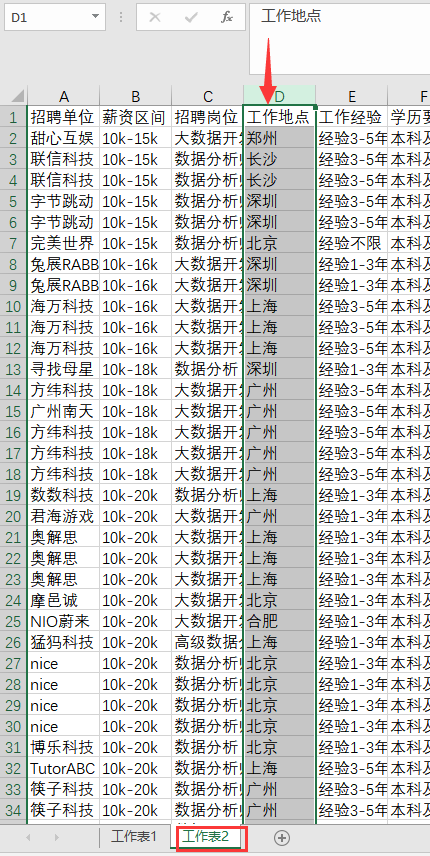 D1 工作地点
A B C D E F
1 招聘单位 薪资区间 招聘岗位 工作地点 工作经验 学历要
2 甜心互娱 10k-15k 大数据开发 郑州 经验3-5年 本科及
3 联信科技 10k-15k 数据分析师 长沙 经验3-5年 本科及
4 联信科技 10k-15k 数据分析师 长沙 经验3-5年 本科及
5 字节跳动 10k-15k 数据分析师 深圳 经验3-5年 本科及
6 字节跳动 10k-15k 数据分析师 深圳 经验3-5年 本科及
7 完美世界 10k-15k 数据分析师 北京 经验不限 本科及
8 兔展RABB 10k-16k 大数据开发 深圳 经验1-3年 本科及
9 兔展RABB 10k-16k 大数据开发 深圳 经验1-3年 本科及
10 海万科技 10k-16k 大数据开发 上海 经验3-5年 本科及
11 海万科技 10k-16k 大数据开发 上海 经验3-5年 本科及
12 海万科技 10k-16k 大数据开发 上海 经验3-5年 本科及
13 寻找母星 10k-18k 数据分析 深圳 经验1-3年 本科及
14 方纬科技 10k-18k 大数据开发 广州 经验3-5年 本科及
15 广州南天 10k-18k 大数据开发 广州 经验3-5年 本科及
16 方纬科技 10k-18k 大数据开发 广州 经验3-5年 本科及
17 方纬科技 10k-18k 大数据开发 广州 经验3-5年 本科及
18 方纬科技 10k-18k 大数据开发 广州 经验3-5年 本科及
19 数数科技 10k-20k 数据分析师 上海 经验1-3年 本科及
20 君海游戏 10k-20k 大数据开发 广州 经验1-3年 本科及
21 奥解思 10k-20k 大数据开发 上海 经验1-3年 本科及
22 奥解思 10k-20k 大数据开发 上海 经验1-3年 本科及
23 奥解思 10k-20k 大数据开发 上海 经验1-3年 本科及
24 摩邑诚 10k-20k 大数据开发 北京 经验1-3年 本科及
25 NIO蔚来 10k-20k 大数据开发 合肥 经验1-3年 本科及
26 猛犸科技 10k-20k 高级数据分 上海 经验1-3年 本科及
27 nice 10k-20k 数据分析师 北京 经验1-3年 本科及
28 nice 10k-20k 数据分析师 北京 经验1-3年 本科及
29 nice 10k-20k 数据分析师 北京 经验1-3年 本科及
30 nice 10k-20k 数据分析师 北京 经验1-3年 本科及
31 博乐科技 10k-20k 数据分析师 北京 经验1-3年 本科及
32 TutorABC 10k-20k 数据分析师 上海 经验3-5年 本科及
33 筷子科技 10k-20k 数据分析师 广州 经验3-5年 本科及
34 筷子科技 10k-20k 数据分析师 广州 经验3-5年 本科及
工作表1 工作表2